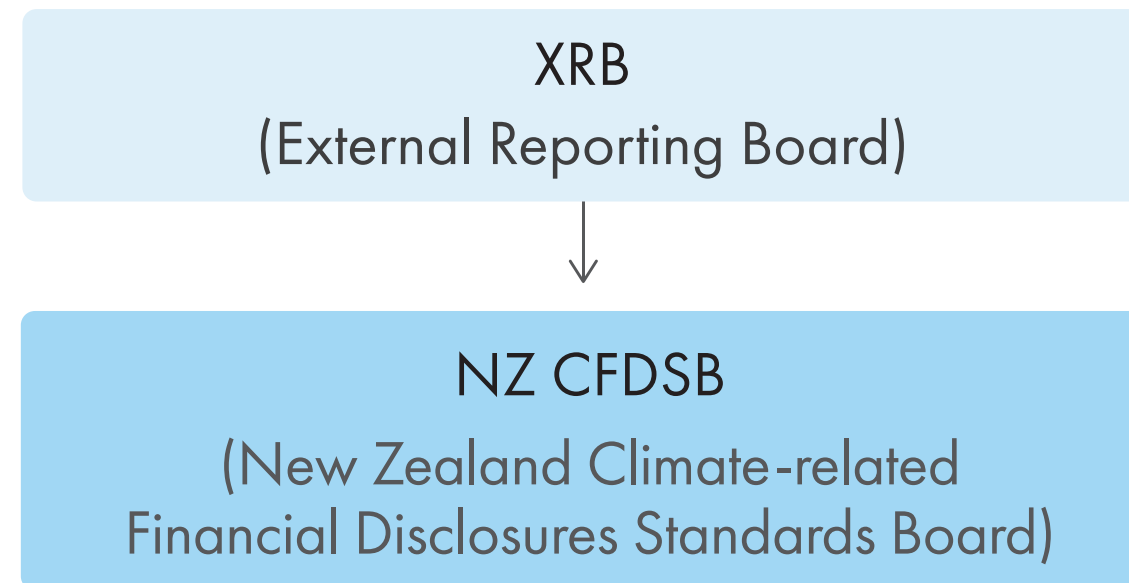 XRB
(External Reporting Board)
NZ CFDSB
(New Zealand Climate-related
Financial Disclosures Standards Board)